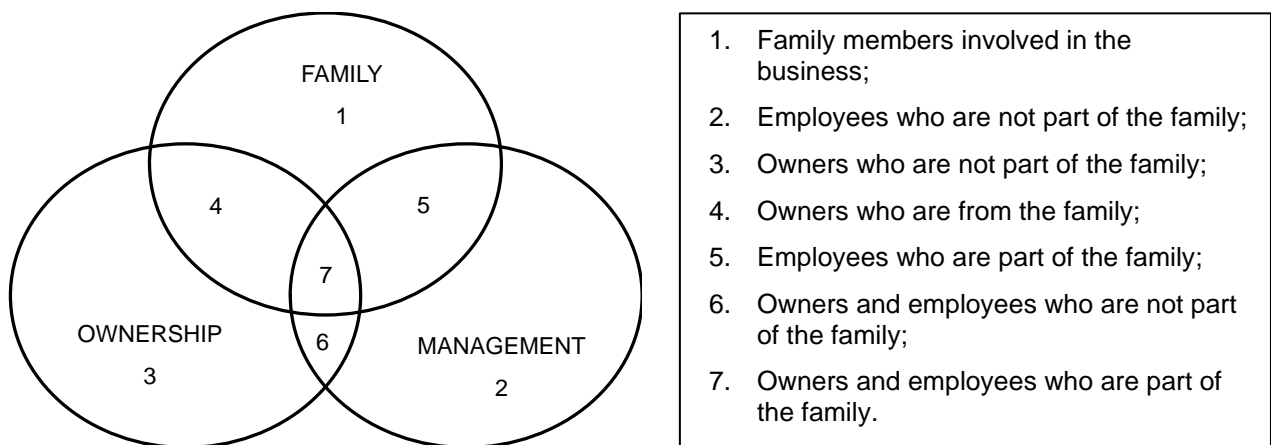 FAMILY
1
4
5
7
OWNERSHIP
3
6
MANAGEMENT
2
1. Family members involved in the
business;
2. Employees who are not part of the family;
3. Owners who are not part of the family;
4. Owners who are from the family;
5. Employees who are part of the family;
6. Owners and employees who are not part
of the family;
7. Owners and employees who are part of
the family.